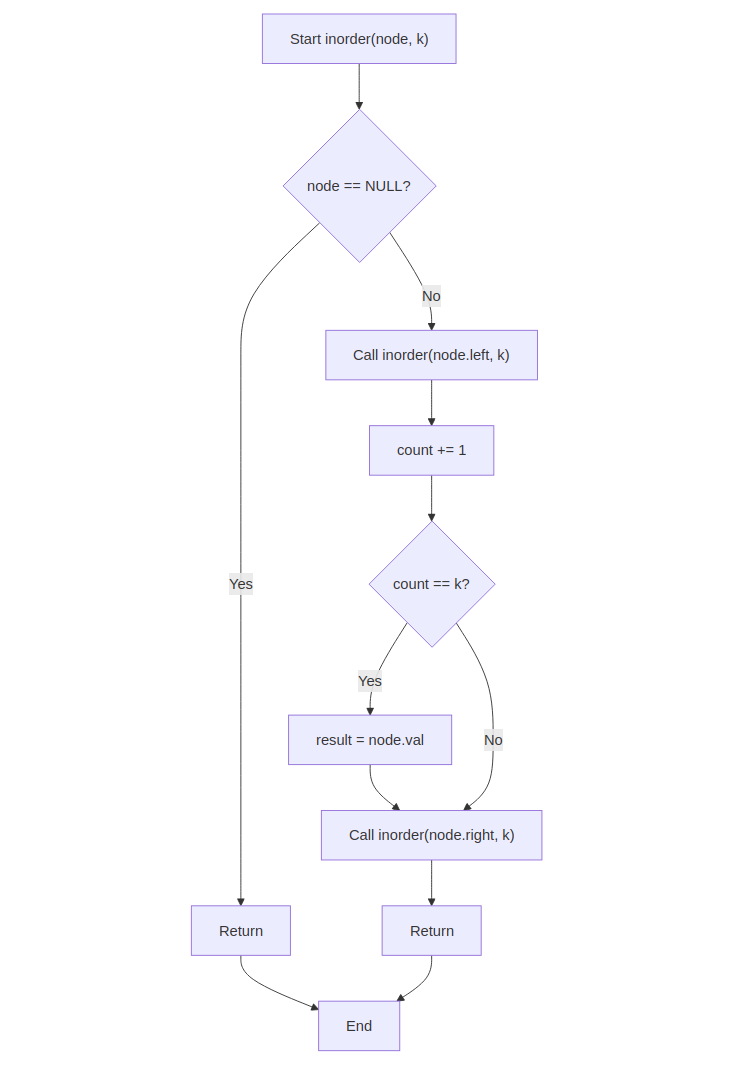 Start inorder(node, k)
node == NULL?
No
Call inorder(node.left, k)
count += 1
Yes
count == k?
Yes
result = node.val
No
Call inorder(node.right, k)
Return
Return
End